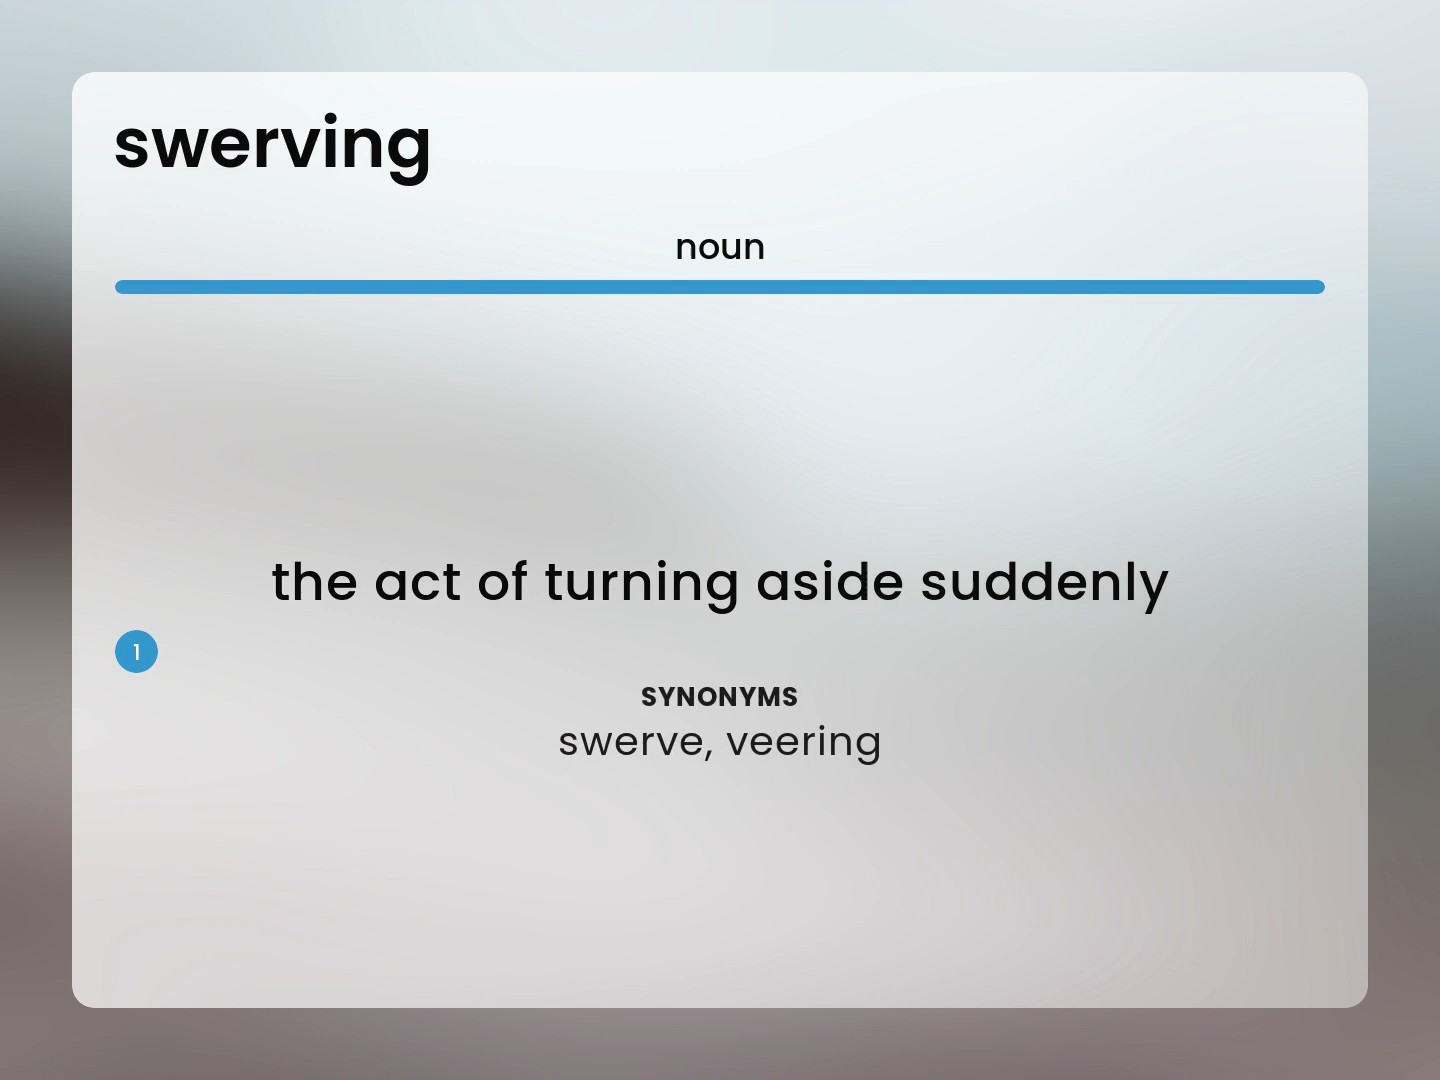 swerving
noun
the act of turning aside suddenly
1
SYNONYMS
swerve, veering